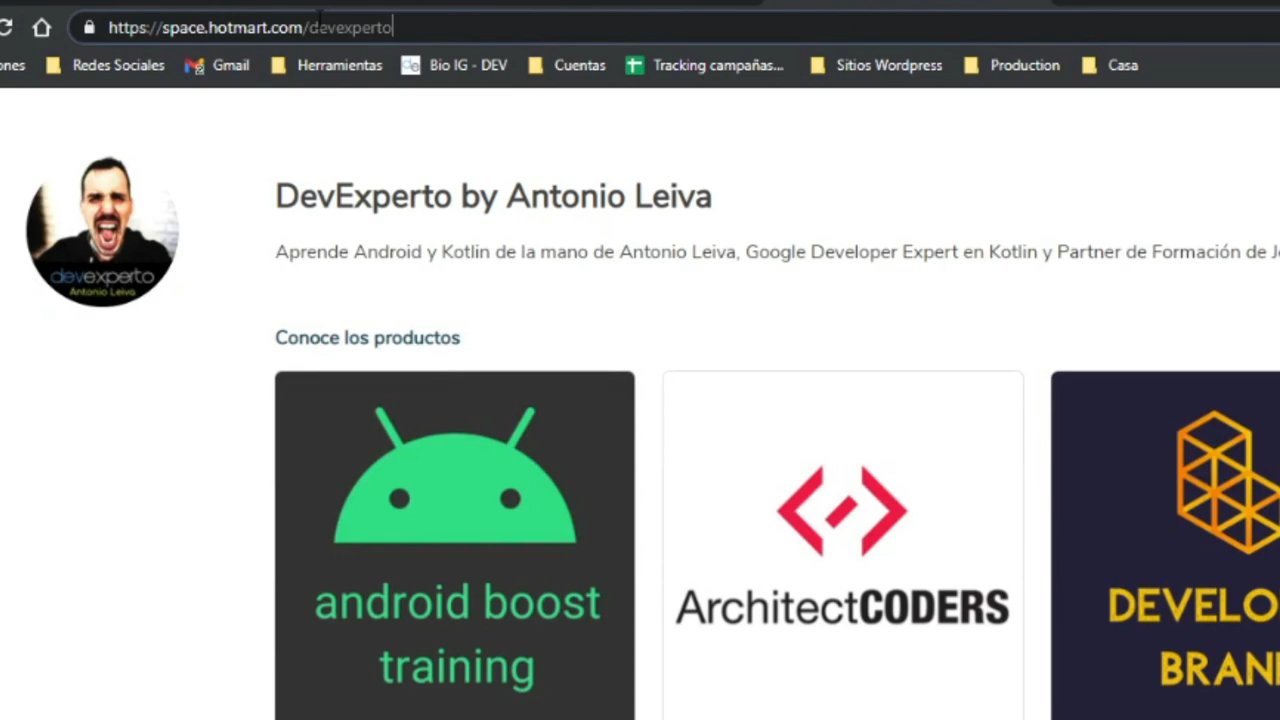 https://space.hotmart.com/devexperto
ones Redes Sociales Gmail Herramientas Bio IG - DEV Cuentas Tracking campañas... Sitios Wordpress Production Casa
devexperto
Antonio Leiva
DevExperto by Antonio Leiva
Aprende Android y Kotlin de la mano de Antonio Leiva, Google Developer Expert en Kotlin y Partner de Formación de J
Conoce los productos
android boost
training
ArchitectCODERS
DEVELO
BRAN